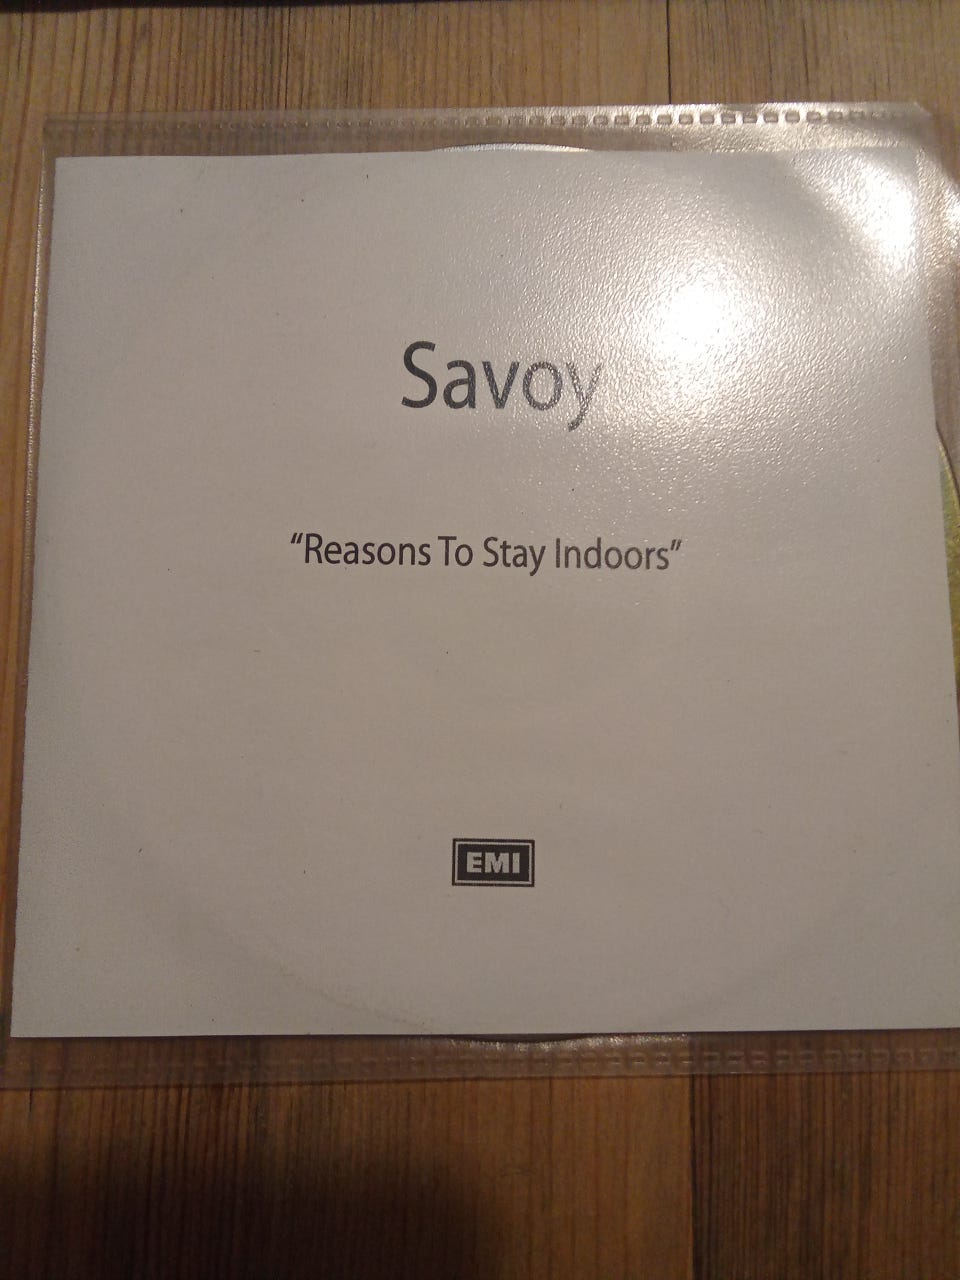 Savoy
“Reasons To Stay Indoors”
EMI